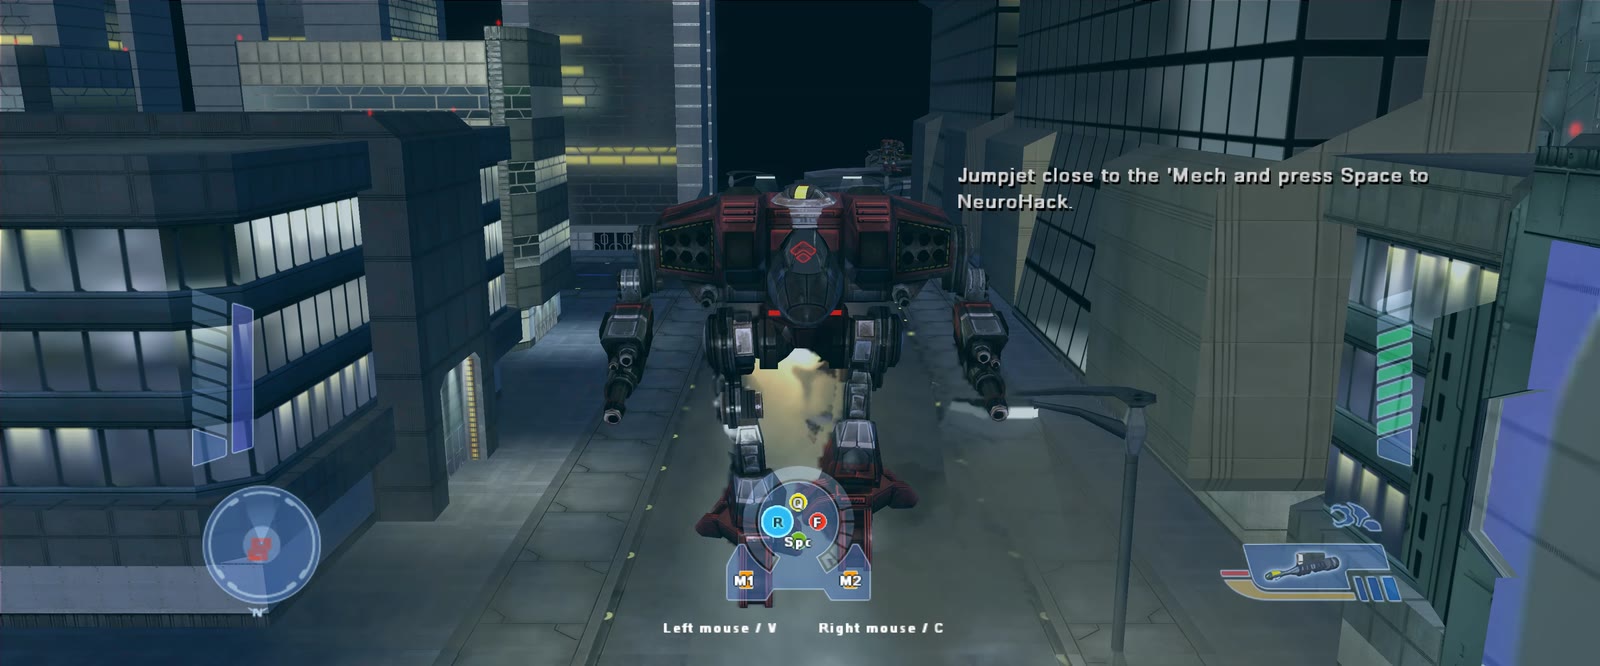 Jumpjet close to the 'Mech and press Space to
NeuroHack.
Q
R
F
Spc
M1
M2
N
Left mouse / V
Right mouse / C